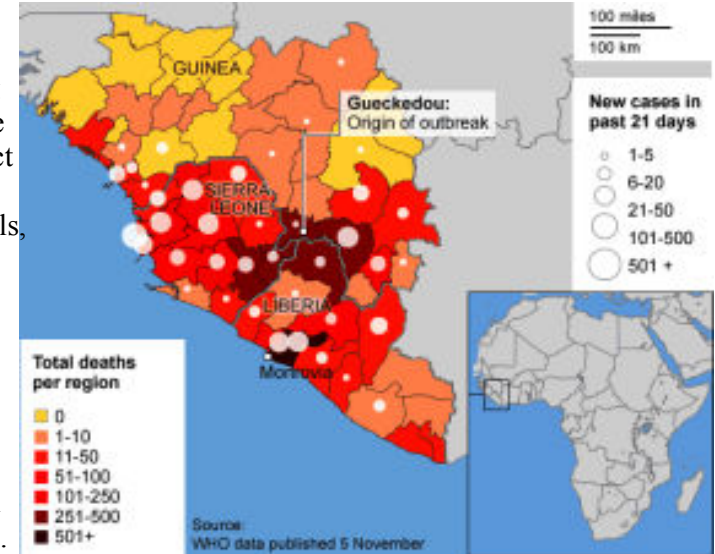 100 miles
100 km
New cases in
past 21 days
1-5
6-20
21-50
101-500
501 +
GUINEA
Gueckedou:
Origin of outbreak
e
ct
ls,
SIERRA
LEONE
LIBERIA
Monrovia
Total deaths
per region
0
1-10
11-50
51-100
101-250
251-500
501+
.
Source:
WHO data published 5 November